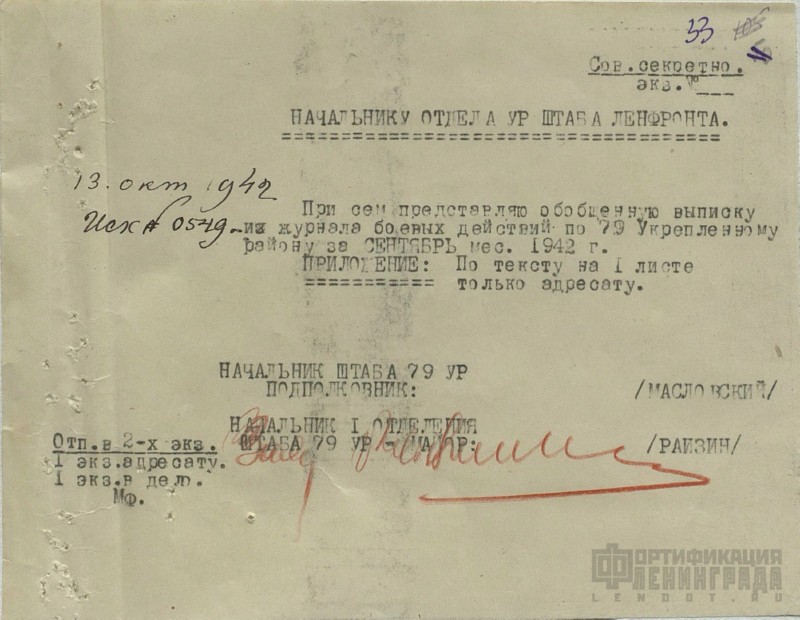 33
Сов.секретно.
экз.№___
НАЧАЛЬНИКУ ОТДЕЛА УР ШТАБА ЛЕНФРОНТА.
13. окт 1942
Исх № 0549
При сем представляю обобщенную выписку
из журнала боевых действий по 79 Укрепленному
району за СЕНТЯБРЬ мес. 1942 г.
ПРИЛОЖЕНИЕ: По тексту на I листе
только адресату.
НАЧАЛЬНИК ШТАБА 79 УР
ПОДПОЛКОВНИК: /МАСЛОВСКИЙ/
НАЧАЛЬНИК I ОТДЕЛЕНИЯ
ШТАБА 79 УР - МАЙОР: /РАИЗИН/
Отп.в 2-х экз.
I экз.адресату.
I экз.в дело.
Мф.
ФОРТИФИКАЦИЯ
ЛЕНИНГРАДА
LENDOT.RU